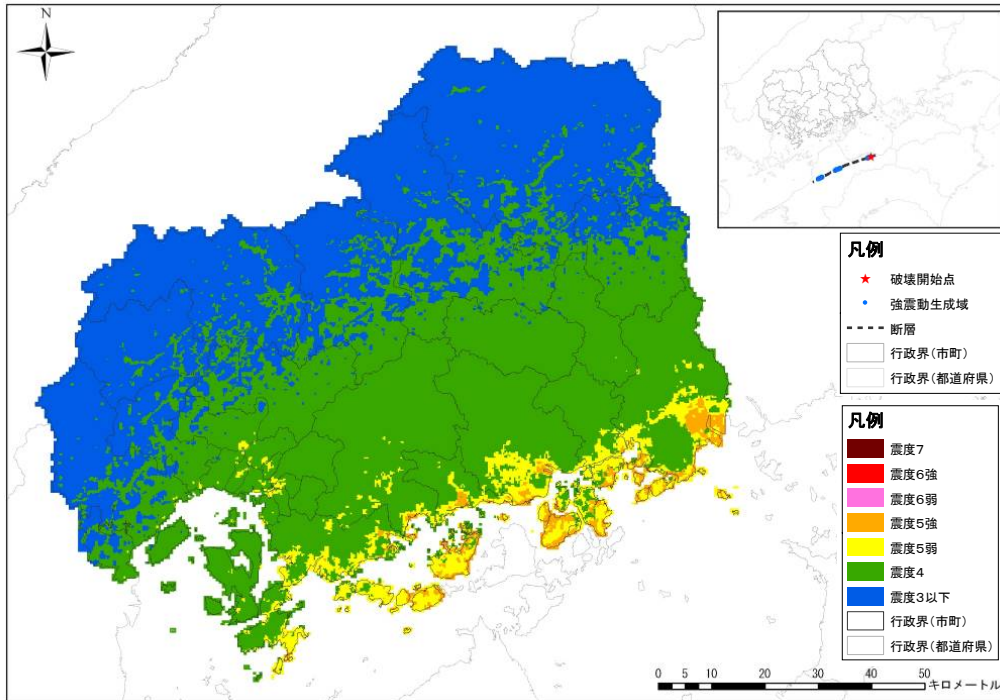 N
凡例
破壊開始点
強震動生成域
断層
行政界(市町)
行政界(都道府県)
凡例
震度7
震度6強
震度6弱
震度5強
震度5弱
震度4
震度3以下
行政界(市町)
行政界(都道府県)
0 5 10 20 30 40 50
キロメートル